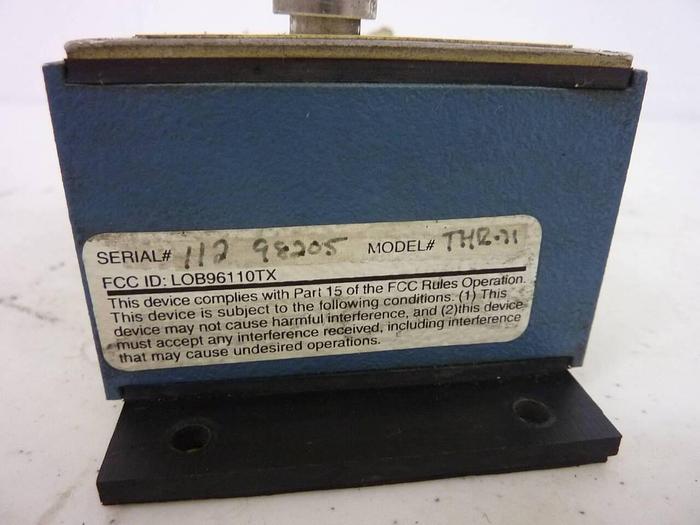 SERIAL# 112 98205 MODEL# THR-21
FCC ID: LOB96110TX
This device complies with Part 15 of the FCC Rules Operation.
This device is subject to the following conditions. (1) This
device may not cause harmful interference, and (2)this device
must accept any interference received, including interference
that may cause undesired operations.